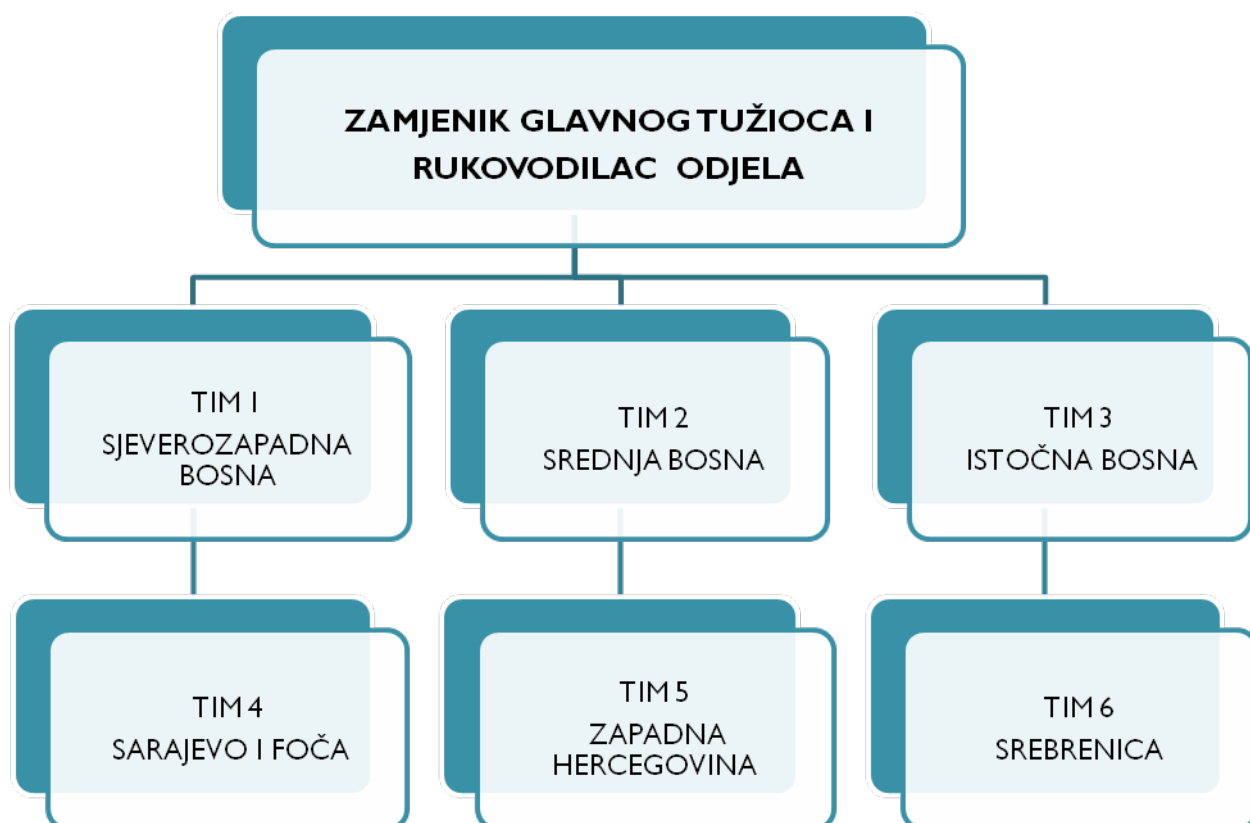 ZAMJENIK GLAVNOG TUŽIOCA I
RUKOVODILAC ODJELA
TIM 1
SJEVEROZAPADNA
BOSNA
TIM 2
SREDNJA BOSNA
TIM 3
ISTOČNA BOSNA
TIM 4
SARAJEVO I FOČA
TIM 5
ZAPADNA
HERCEGOVINA
TIM 6
SREBRENICA